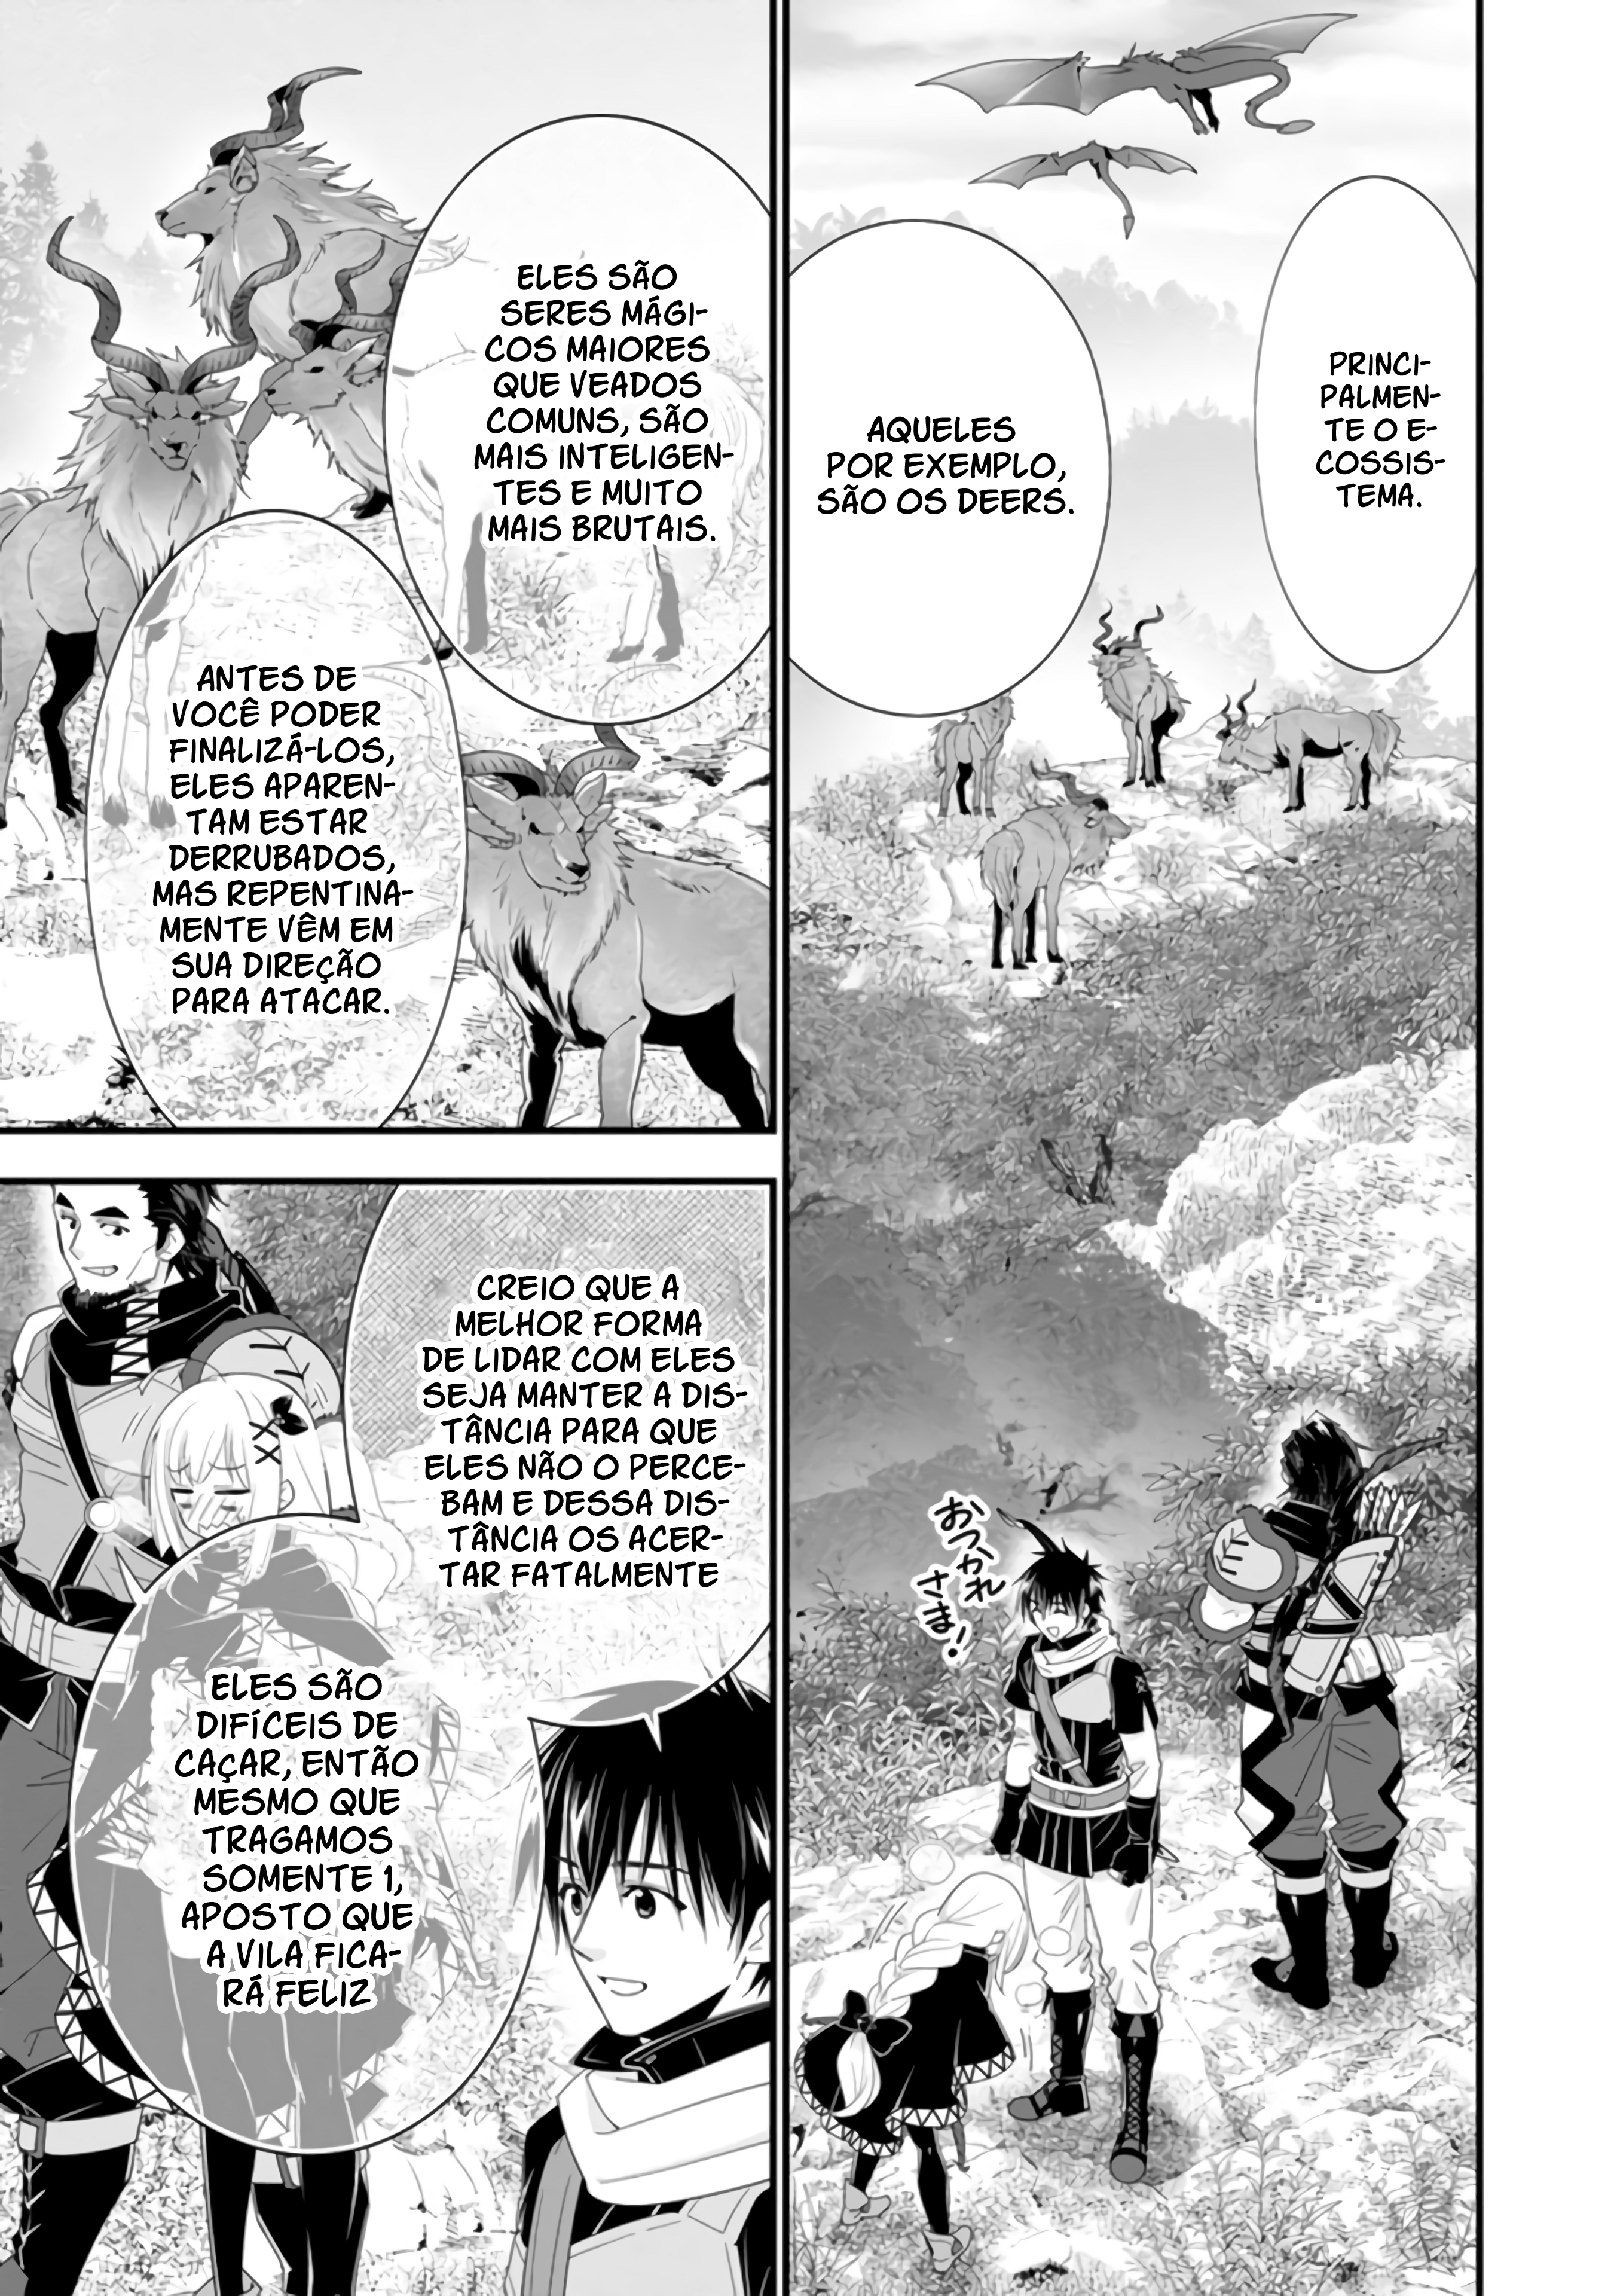 PRINCI-
PALMEN-
TE O E-
COSSIS-
TEMA.
AQUELES
POR EXEMPLO,
SÃO OS DEERS.
おつかれ
さま!
ELES SÃO
SERES MÁGI-
COS MAIORES
QUE VEADOS
COMUNS, SÃO
MAIS INTELIGEN-
TES E MUITO
MAIS BRUTAIS.
ANTES DE
VOCÊ PODER
FINALIZÁ-LOS,
ELES APAREN-
TAM ESTAR
DERRUBADOS,
MAS REPENTINA-
MENTE VÊM EM
SUA DIREÇÃO
PARA ATACAR.
CREIO QUE A
MELHOR FORMA
DE LIDAR COM ELES
SEJA MANTER A DIS-
TÂNCIA PARA QUE
ELES NÃO O PERCE-
BAM E DESSA DIS-
TÂNCIA OS ACER-
TAR FATALMENTE
ELES SÃO
DIFÍCEIS DE
CAÇAR, ENTÃO
MESMO QUE
TRAGAMOS
SOMENTE 1,
APOSTO QUE
A VILA FICA-
RÁ FELIZ